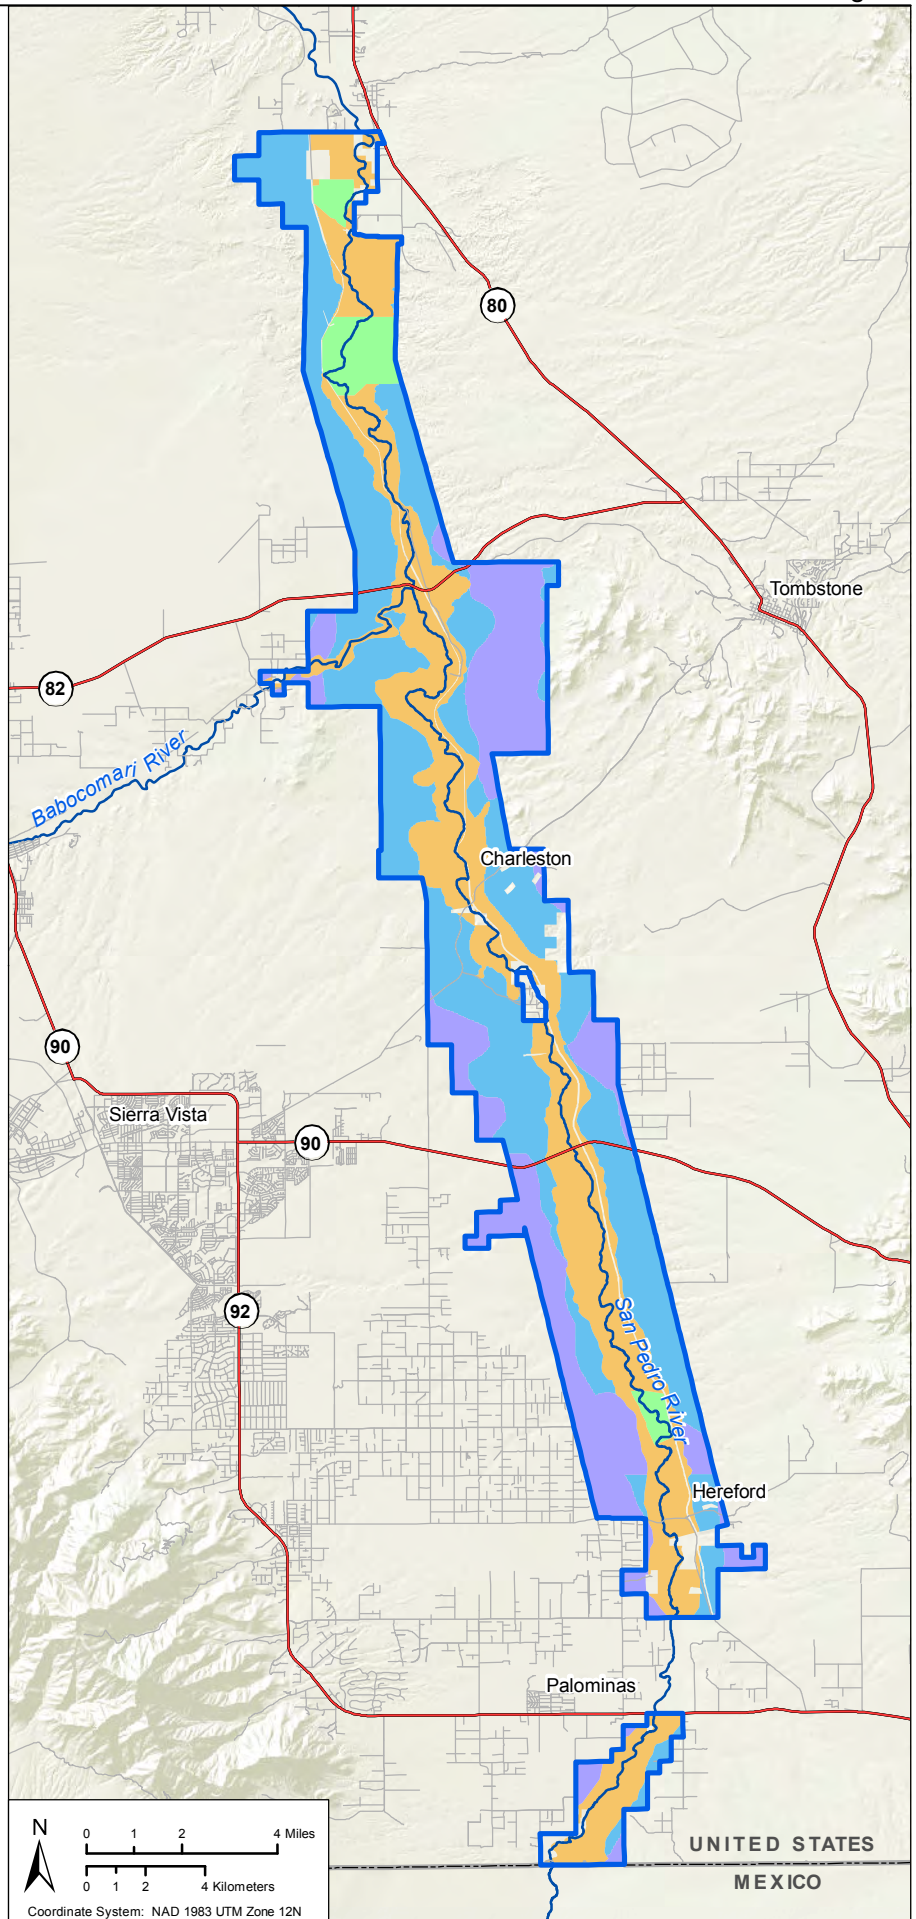 g
80
Tombstone
82
Babocomari River
Charleston
90
Sierra Vista
90
92
San Pedro River
Hereford
Palominas
UNITED STATES
MEXICO
N
0 1 2 4 Miles
0 1 2 4 Kilometers
Coordinate System: NAD 1983 UTM Zone 12N